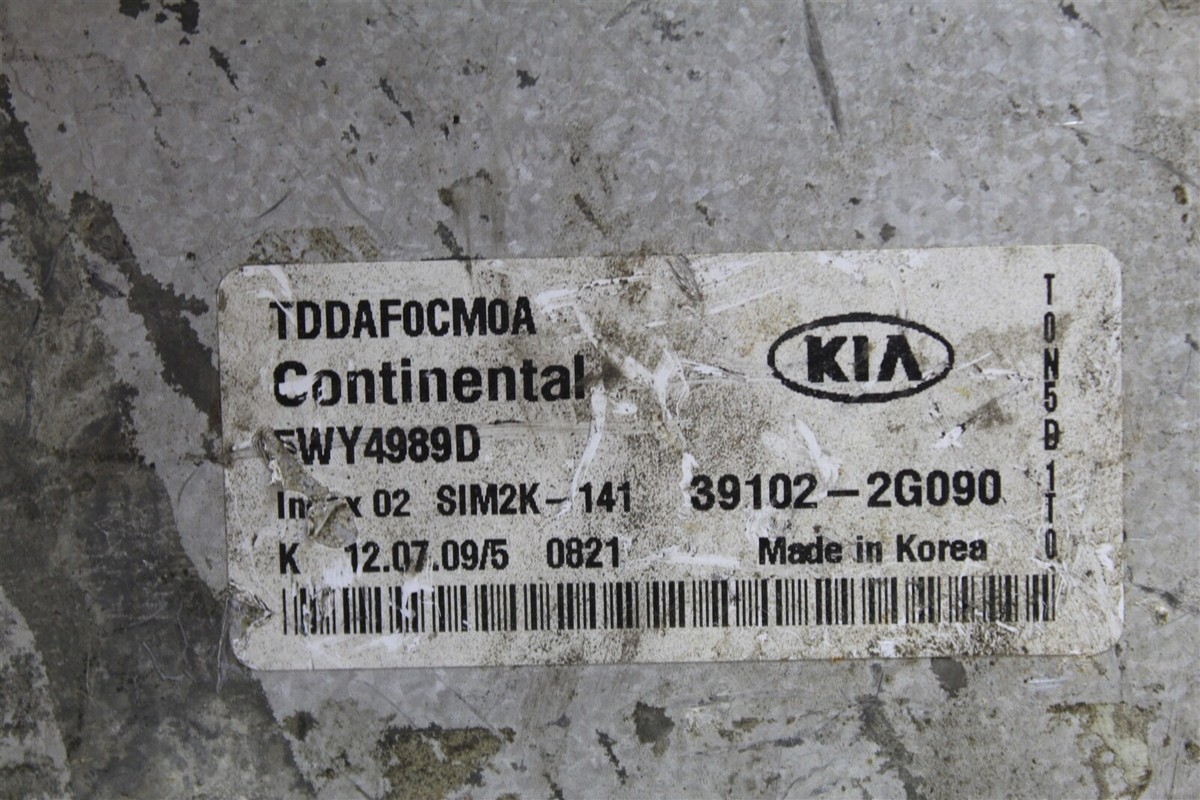 TDDAF0CM0A
Continental
KIA
WY4989D
02 SIM2K-141 39102-2G090
K 12.07.09/5 0821 Made in Korea
T0N5D1T0